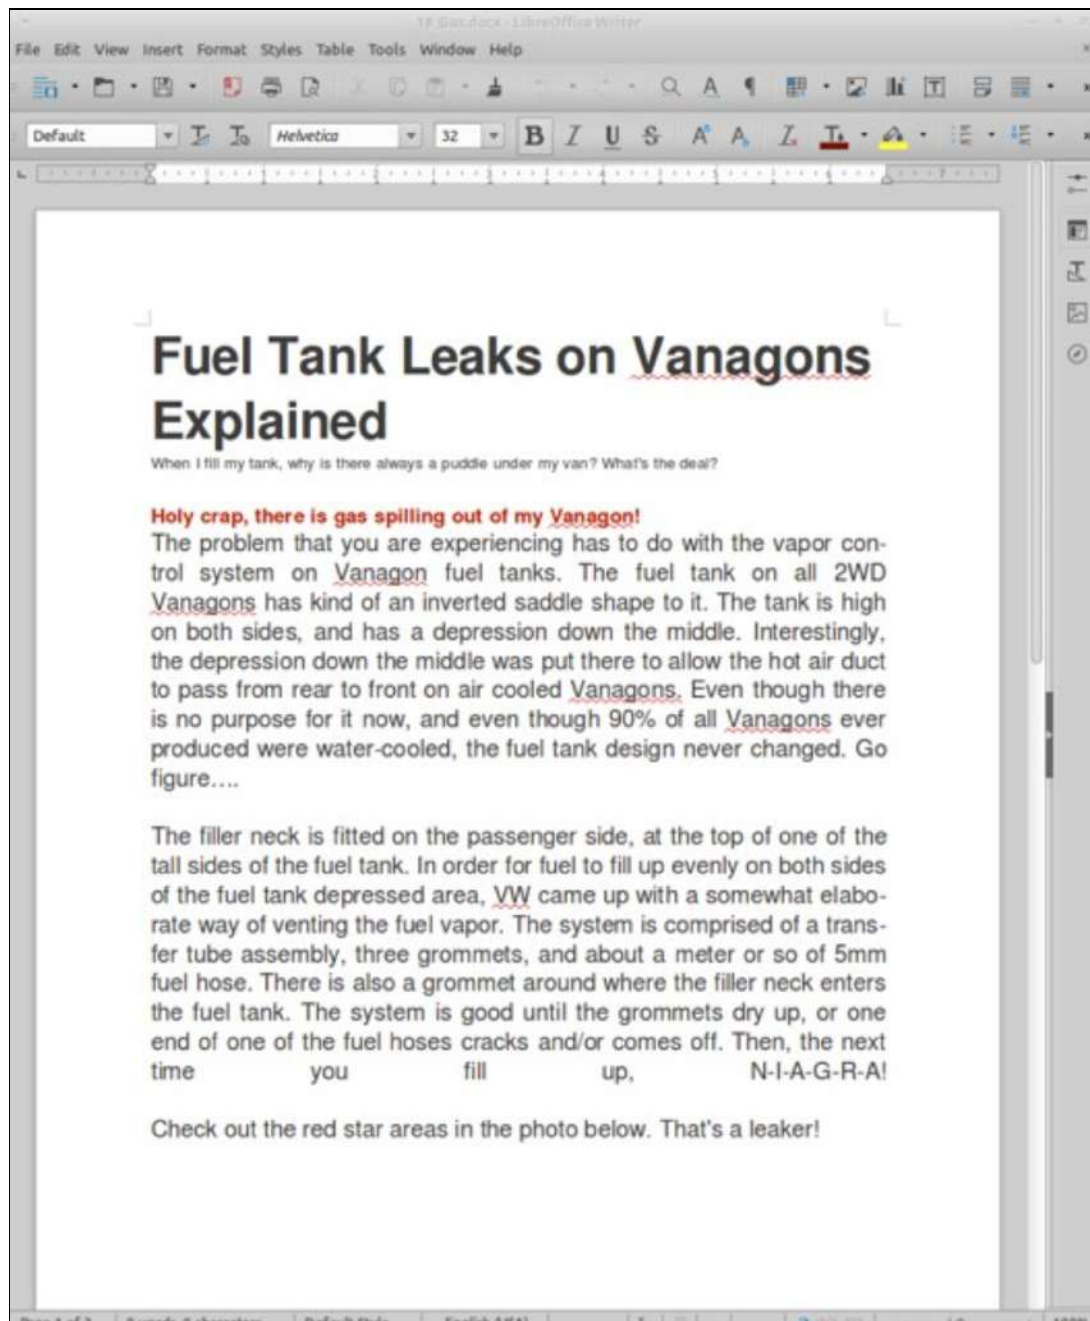 18 Gas.docx - LibreOffice Writer
File Edit View Insert Format Styles Table Tools Window Help
Default Helvetica 32 B I U S A A
Fuel Tank Leaks on Vanagons
Explained
When I fill my tank, why is there always a puddle under my van? What's the deal?
Holy crap, there is gas spilling out of my Vanagon!
The problem that you are experiencing has to do with the vapor con-
trol system on Vanagon fuel tanks. The fuel tank on all 2WD
Vanagons has kind of an inverted saddle shape to it. The tank is high
on both sides, and has a depression down the middle. Interestingly,
the depression down the middle was put there to allow the hot air duct
to pass from rear to front on air cooled Vanagons. Even though there
is no purpose for it now, and even though 90% of all Vanagons ever
produced were water-cooled, the fuel tank design never changed. Go
figure....
The filler neck is fitted on the passenger side, at the top of one of the
tall sides of the fuel tank. In order for fuel to fill up evenly on both sides
of the fuel tank depressed area, VW came up with a somewhat elabo-
rate way of venting the fuel vapor. The system is comprised of a trans-
fer tube assembly, three grommets, and about a meter or so of 5mm
fuel hose. There is also a grommet around where the filler neck enters
the fuel tank. The system is good until the grommets dry up, or one
end of one of the fuel hoses cracks and/or comes off. Then, the next
time you fill up, N-I-A-G-R-A!
Check out the red star areas in the photo below. That's a leaker!